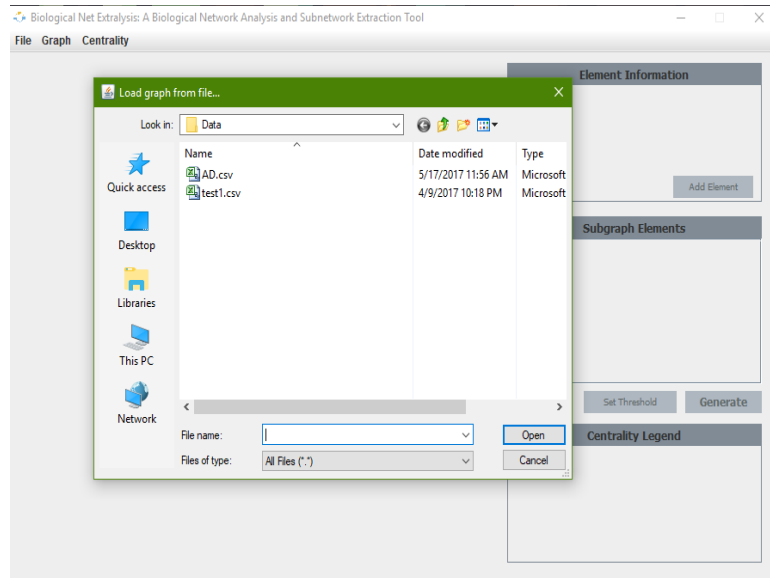 Biological Net Extralysis: A Biological Network Analysis and Subnetwork Extraction Tool
File Graph Centrality
Element Information
Add Element
Subgraph Elements
Set Threshold Generate
Centrality Legend
Load graph from file...
Look in: Data
Quick access
Desktop
Libraries
This PC
Network
Name Date modified Type
AD.csv 5/17/2017 11:56 AM Microsoft
test1.csv 4/9/2017 10:18 PM Microsoft
File name: Open
Files of type: All Files (*.*) Cancel